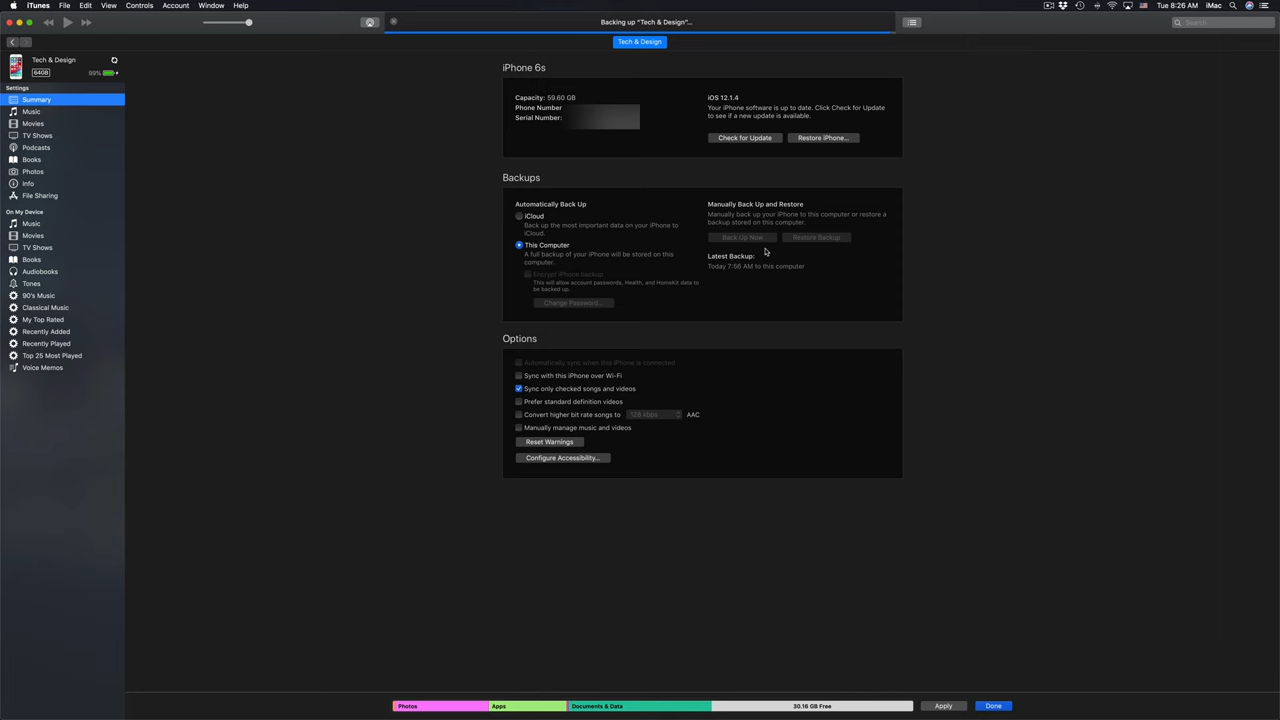 iTunes File Edit View Controls Account Window Help
Tue 8:26 AM iMac
Backing up “Tech & Design”...
Search
Tech & Design
Tech & Design
64GB
99%
Settings
Summary
Music
Movies
TV Shows
Podcasts
Books
Photos
Info
File Sharing
On My Device
Music
Movies
TV Shows
Books
Audiobooks
Tones
90's Music
Classical Music
My Top Rated
Recently Added
Recently Played
Top 25 Most Played
Voice Memos
iPhone 6s
Capacity: 59.60 GB
Phone Number
Serial Number:
iOS 12.1.4
Your iPhone software is up to date. Click Check for Update
to see if a new update is available.
Check for Update
Restore iPhone...
Backups
Automatically Back Up
iCloud
Back up the most important data on your iPhone to
iCloud.
This Computer
A full backup of your iPhone will be stored on this
computer.
Encrypt iPhone backup
This will allow account passwords, Health, and HomeKit data to
be backed up.
Change Password...
Manually Back Up and Restore
Manually back up your iPhone to this computer or restore a
backup stored on this computer.
Back Up Now
Restore Backup
Latest Backup:
Today 7:56 AM to this computer
Options
Automatically sync when this iPhone is connected
Sync with this iPhone over Wi-Fi
Sync only checked songs and videos
Prefer standard definition videos
Convert higher bit rate songs to 128 kbps AAC
Manually manage music and videos
Reset Warnings
Configure Accessibility...
Photos
Apps
Documents & Data
30.16 GB Free
Apply
Done